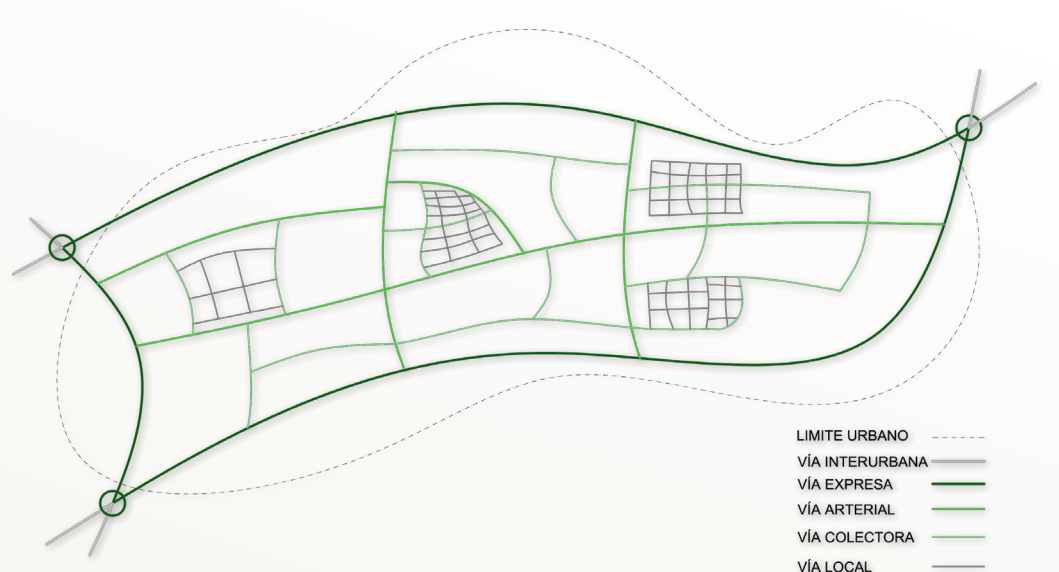 LIMITE URBANO
VÍA INTERURBANA
VÍA EXPRESA
VÍA ARTERIAL
VÍA COLECTORA
VÍA LOCAL